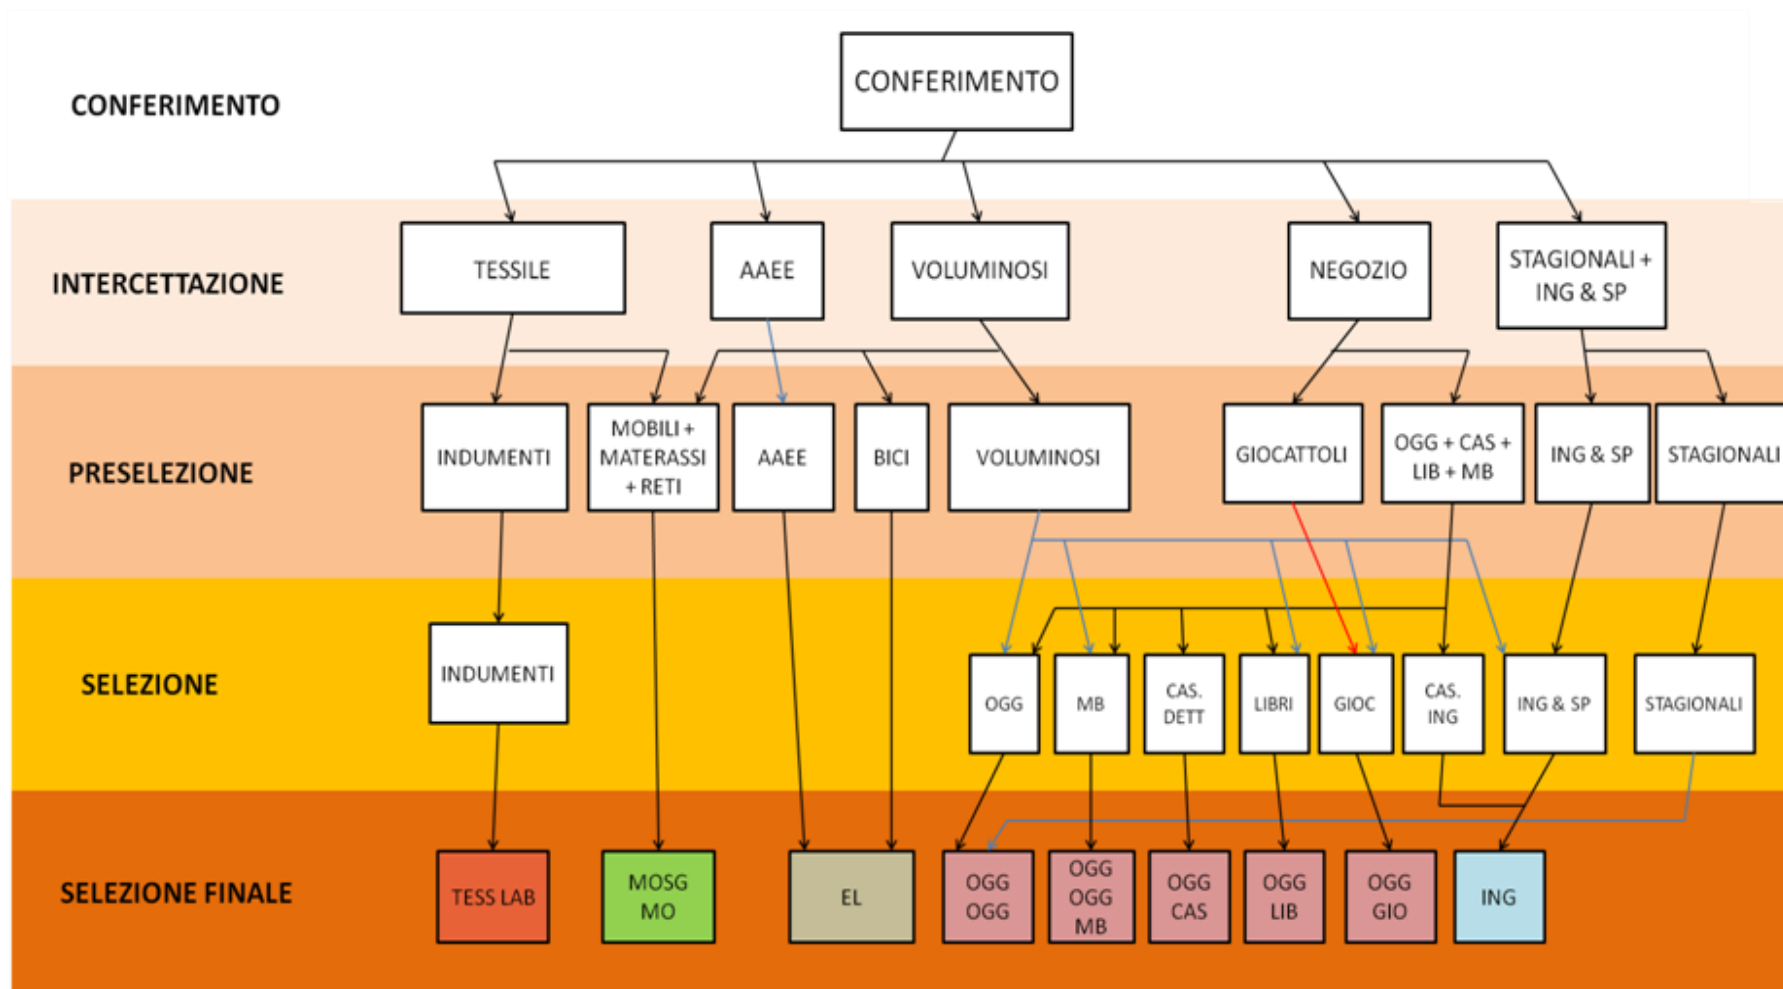 CONFERIMENTO
CONFERIMENTO
INTERCETTAZIONE
TESSILE
AAEE
VOLUMINOSI
NEGOZIO
STAGIONALI +
ING & SP
PRESELEZIONE
INDUMENTI
MOBILI +
MATERASSI
+ RETI
AAEE
BICI
VOLUMINOSI
GIOCATTOLI
OGG + CAS +
LIB + MB
ING & SP
STAGIONALI
SELEZIONE
INDUMENTI
OGG
MB
CAS.
DETT
LIBRI
GIOC
CAS.
ING
ING & SP
STAGIONALI
SELEZIONE FINALE
TESS LAB
MOSG
MO
EL
OGG
OGG
OGG
OGG
MB
OGG
CAS
OGG
LIB
OGG
GIO
ING